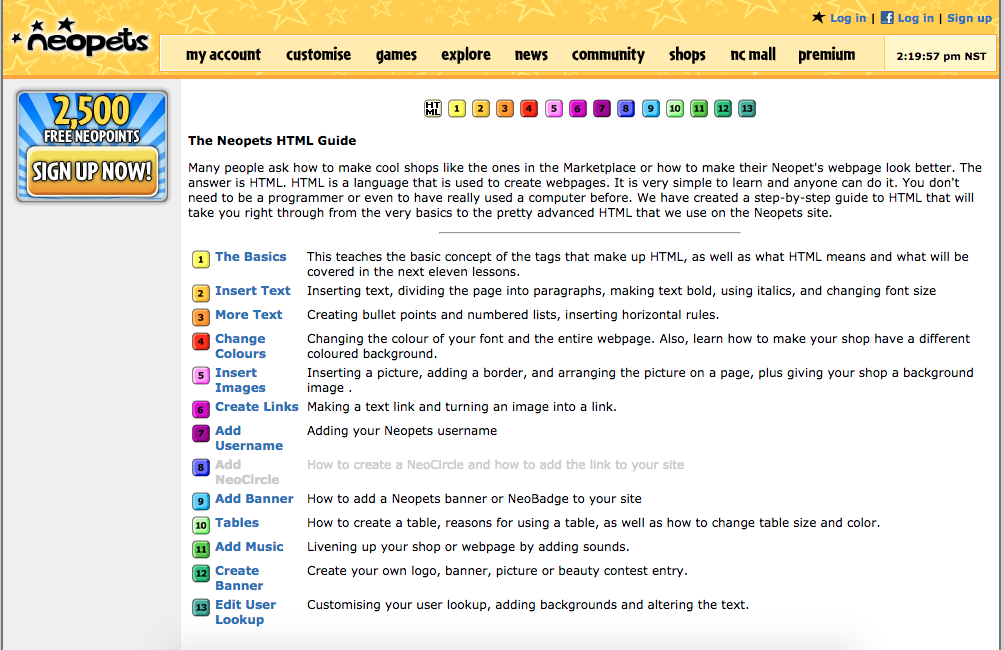 Log in | Log in | Sign up
neopets
my account customise games explore news community shops nc mall premium 2:19:57 pm NST
2,500
FREE NEOPOINTS
SIGN UP NOW!
HT
ML 1 2 3 4 5 6 7 8 9 10 11 12 13
The Neopets HTML Guide
Many people ask how to make cool shops like the ones in the Marketplace or how to make their Neopet's webpage look better. The
answer is HTML. HTML is a language that is used to create webpages. It is very simple to learn and anyone can do it. You don't
need to be a programmer or even to have really used a computer before. We have created a step-by-step guide to HTML that will
take you right through from the very basics to the pretty advanced HTML that we use on the Neopets site.
1 The Basics This teaches the basic concept of the tags that make up HTML, as well as what HTML means and what will be
covered in the next eleven lessons.
2 Insert Text Inserting text, dividing the page into paragraphs, making text bold, using italics, and changing font size
3 More Text Creating bullet points and numbered lists, inserting horizontal rules.
4 Change Changing the colour of your font and the entire webpage. Also, learn how to make your shop have a different
Colours coloured background.
5 Insert Inserting a picture, adding a border, and arranging the picture on a page, plus giving your shop a background
Images image .
6 Create Links Making a text link and turning an image into a link.
7 Add Adding your Neopets username
Username
8 Add How to create a NeoCircle and how to add the link to your site
NeoCircle
9 Add Banner How to add a Neopets banner or NeoBadge to your site
10 Tables How to create a table, reasons for using a table, as well as how to change table size and color.
11 Add Music Livening up your shop or webpage by adding sounds.
12 Create Create your own logo, banner, picture or beauty contest entry.
Banner
13 Edit User Customising your user lookup, adding backgrounds and altering the text.
Lookup